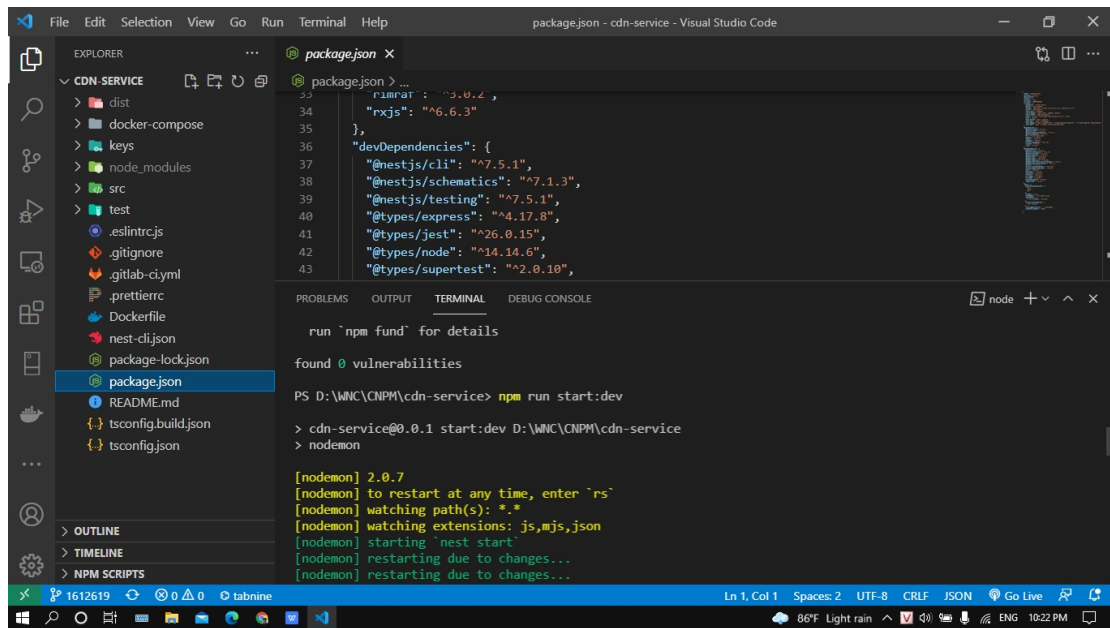 File Edit Selection View Go Run Terminal Help package.json - cdn-service - Visual Studio Code
EXPLORER
package.json
CDN-SERVICE
package.json > ...
dist
docker-compose
keys
node_modules
src
test
.eslintrc.js
.gitignore
.gitlab-ci.yml
.prettierrc
Dockerfile
nest-cli.json
package-lock.json
package.json
README.md
tsconfig.build.json
tsconfig.json
OUTLINE
TIMELINE
NPM SCRIPTS
33 "rimraf": "^3.0.2",
34 "rxjs": "^6.6.3"
35 },
36 "devDependencies": {
37 "@nestjs/cli": "^7.5.1",
38 "@nestjs/schematics": "^7.1.3",
39 "@nestjs/testing": "^7.5.1",
40 "@types/express": "^4.17.8",
41 "@types/jest": "^26.0.15",
42 "@types/node": "^14.14.6",
43 "@types/supertest": "^2.0.10",
PROBLEMS OUTPUT TERMINAL DEBUG CONSOLE node
run `npm fund` for details
found 0 vulnerabilities
PS D:\WNC\CNPM\cdn-service> npm run start:dev
> cdn-service@0.0.1 start:dev D:\WNC\CNPM\cdn-service
> nodemon
[nodemon] 2.0.7
[nodemon] to restart at any time, enter `rs`
[nodemon] watching path(s): *.*
[nodemon] watching extensions: js,mjs,json
[nodemon] starting `nest start`
[nodemon] restarting due to changes...
[nodemon] restarting due to changes...
1612619 0 0 tabnine Ln 1, Col 1 Spaces: 2 UTF-8 CRLF JSON Go Live
86°F Light rain ENG 10:22 PM